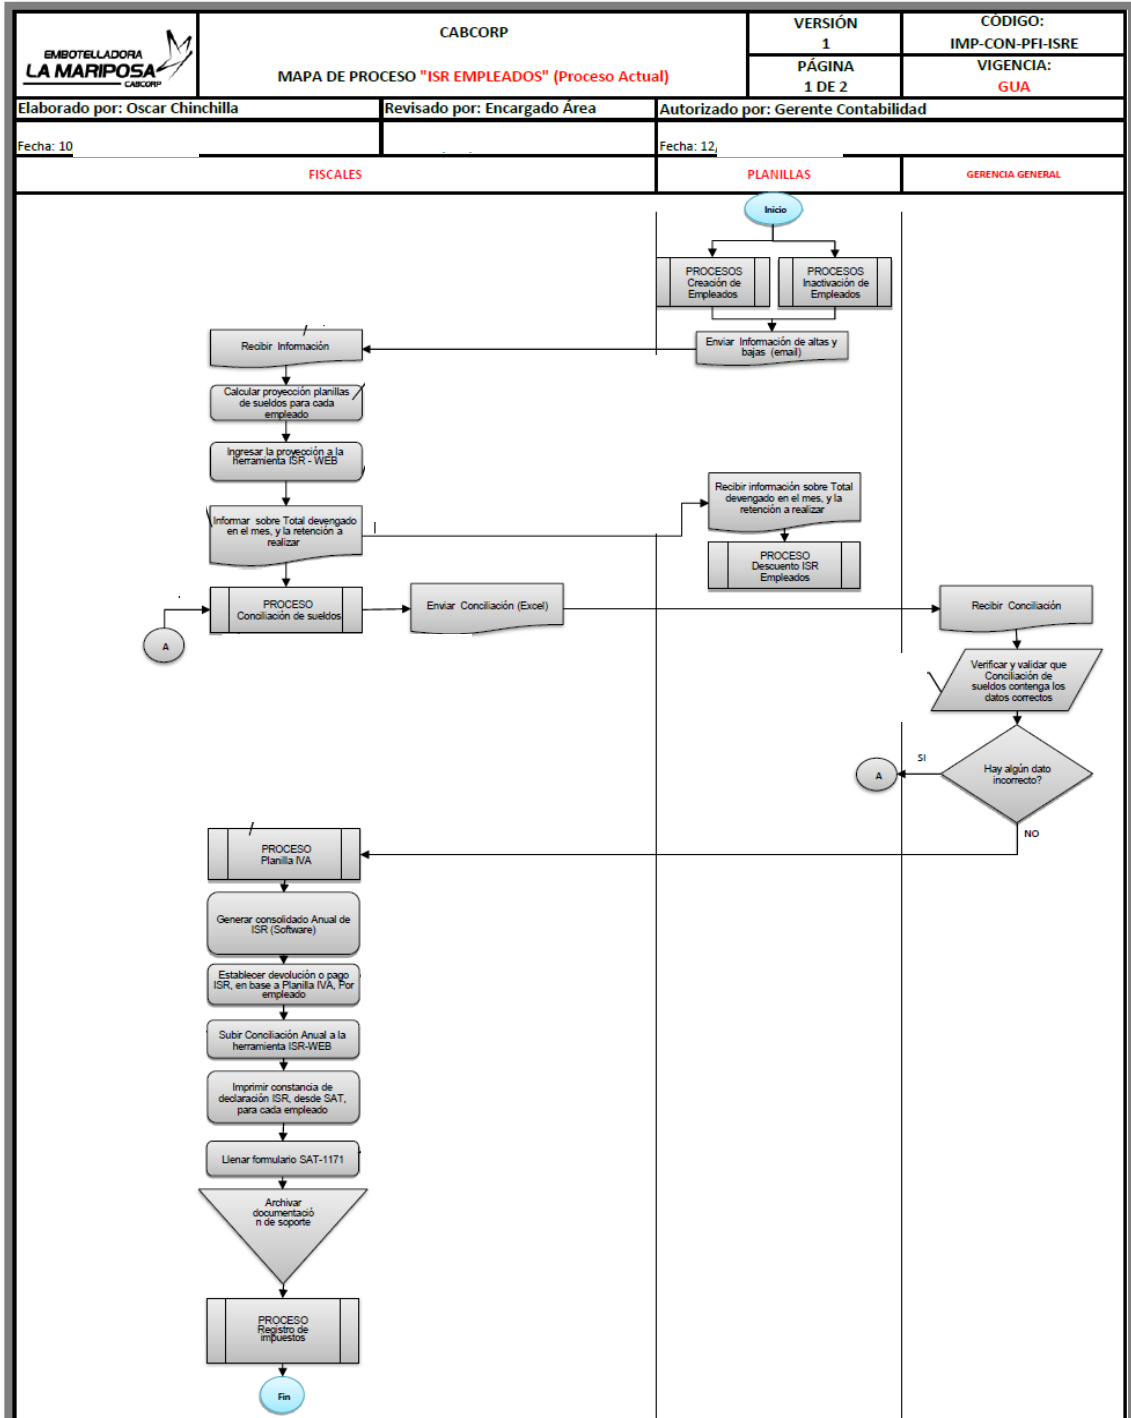 EMBOTELLADORA
LA MARIPOSA
CABCORP
CABCORP
MAPA DE PROCESO "ISR EMPLEADOS" (Proceso Actual)
VERSIÓN
1
CÓDIGO:
IMP-CON-PFI-ISRE
PÁGINA
1 DE 2
VIGENCIA:
GUA
Elaborado por: Oscar Chinchilla
Revisado por: Encargado Área
Autorizado por: Gerente Contabilidad
Fecha: 10
Fecha: 12,
FISCALES
PLANILLAS
GERENCIA GENERAL
Inicio
PROCESOS
Creación de
Empleados
PROCESOS
Inactivación de
Empleados
Enviar Información de altas y
bajas (email)
Recibir Información
Calcular proyección planillas
de sueldos para cada
empleado
Ingresar la proyección a la
herramienta ISR - WEB
Informar sobre Total devengado
en el mes, y la retención a
realizar
Recibir información sobre Total
devengado en el mes, y la
retención a realizar
PROCESO
Descuento ISR
Empleados
PROCESO
Conciliación de sueldos
A
Enviar Conciliación (Excel)
Recibir Conciliación
Verificar y validar que
Conciliación de
sueldos contenga los
datos correctos
Hay algún dato
incorrecto?
SI
A
NO
PROCESO
Planilla IVA
Generar consolidado Anual de
ISR (Software)
Establecer devolución o pago
ISR, en base a Planilla IVA, Por
empleado
Subir Conciliación Anual a la
herramienta ISR-WEB
Imprimir constancia de
declaración ISR, desde SAT,
para cada empleado
Llenar formulario SAT-1171
Archivar
documentació
n de soporte
PROCESO
Registro de
impuestos
Fin